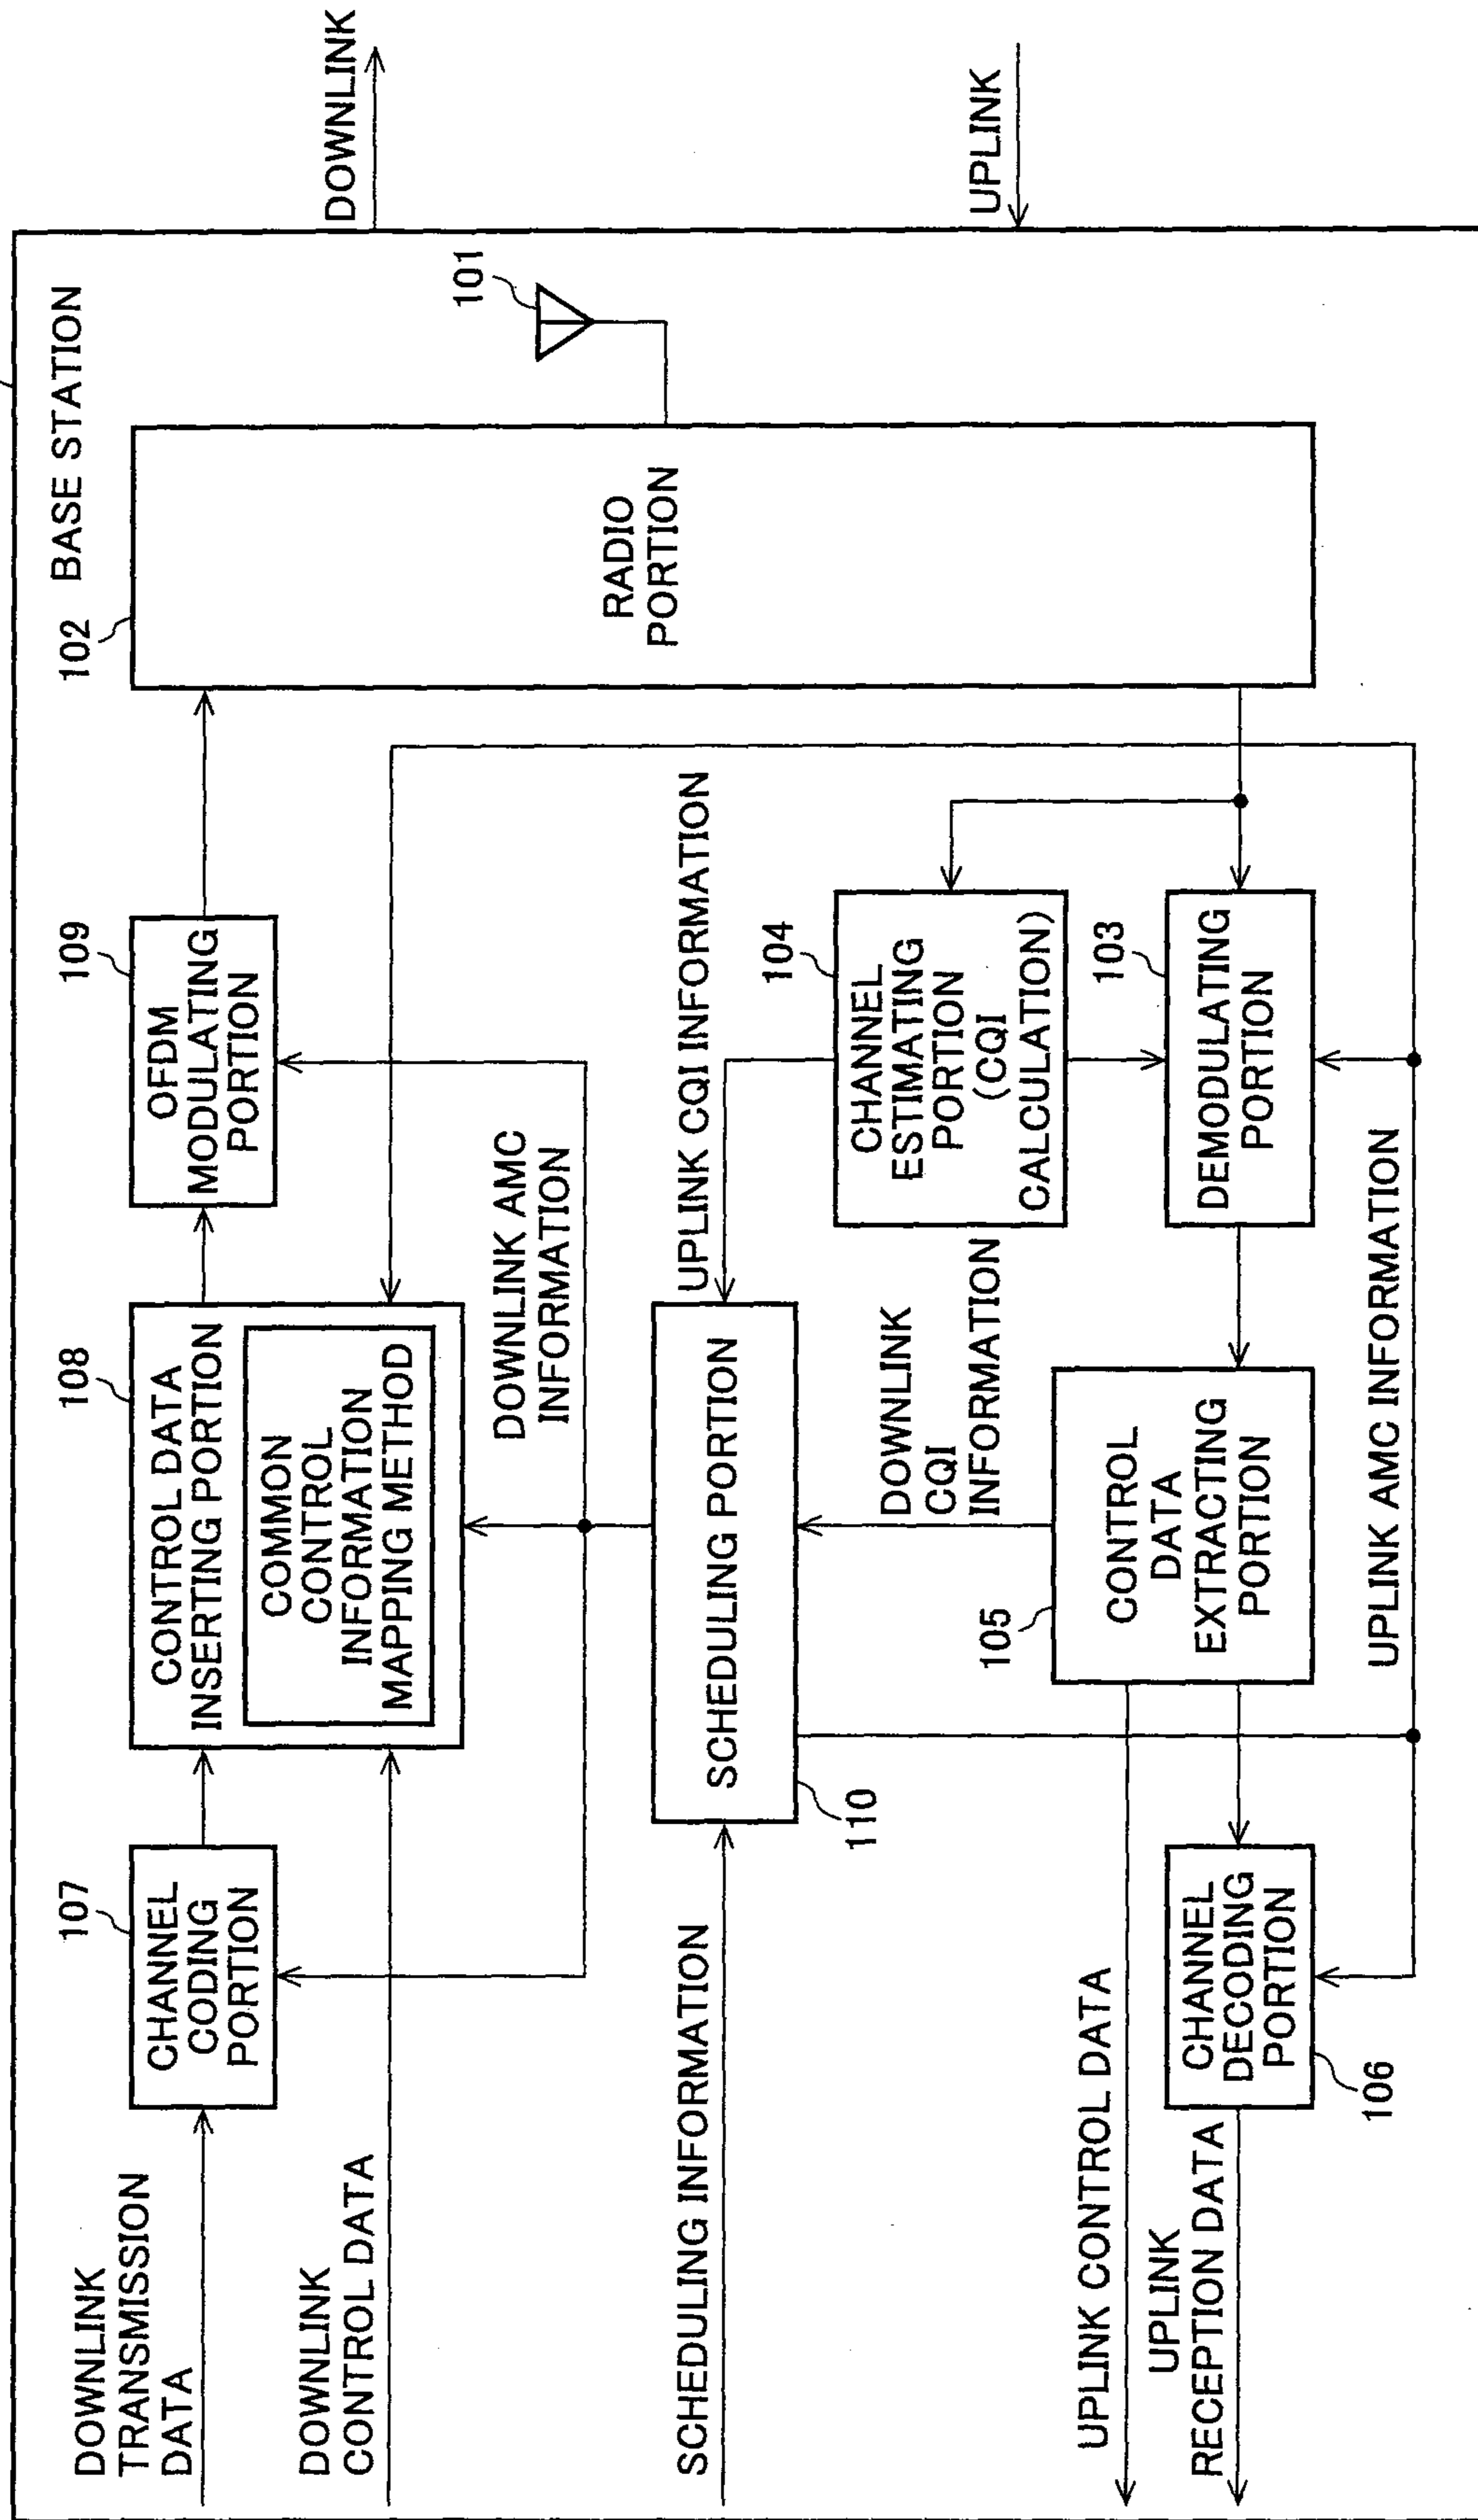 102
BASE STATION
DOWNLINK
UPLINK
101
RADIO
PORTION
DOWNLINK
TRANSMISSION
DATA
107
CHANNEL
CODING
PORTION
108
CONTROL DATA
INSERTING PORTION
COMMON
CONTROL
INFORMATION
MAPPING METHOD
109
OFDM
MODULATING
PORTION
DOWNLINK
CONTROL DATA
DOWNLINK AMC
INFORMATION
SCHEDULING INFORMATION
SCHEDULING PORTION
110
UPLINK CQI INFORMATION
DOWNLINK
CQI
INFORMATION
104
CHANNEL
ESTIMATING
PORTION
(CQI
CALCULATION)
103
DEMODULATING
PORTION
105
CONTROL
DATA
EXTRACTING
PORTION
UPLINK CONTROL DATA
UPLINK
RECEPTION DATA
CHANNEL
DECODING
PORTION
106
UPLINK AMC INFORMATION